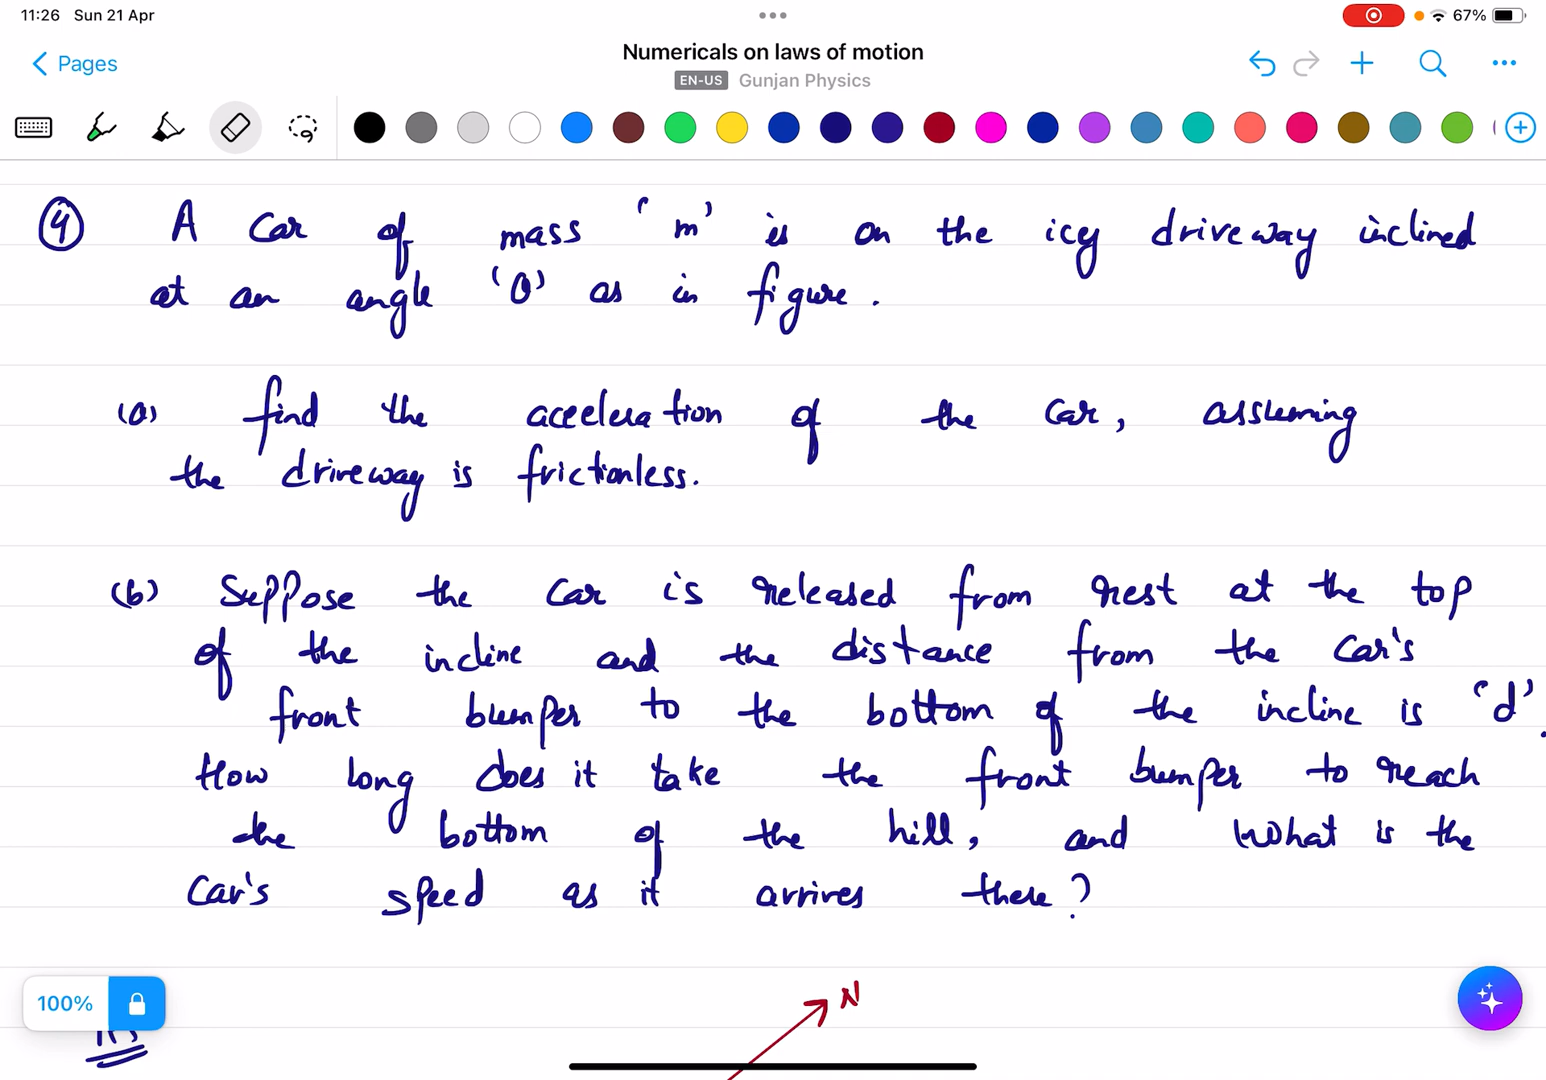 11:26 Sun 21 Apr
67%
Pages
Numericals on laws of motion
EN-US Gunjan Physics
④ A car of mass 'm' is on the icy driveway inclined
at an angle 'θ' as in figure.
(a) find the acceleration of the car, assuming
the driveway is frictionless.
(b) Suppose the car is released from rest at the top
of the incline and the distance from the car's
front bumper to the bottom of the incline is 'd'.
How long does it take the front bumper to reach
the bottom of the hill, and what is the
car's speed as it arrives there?
100%
N